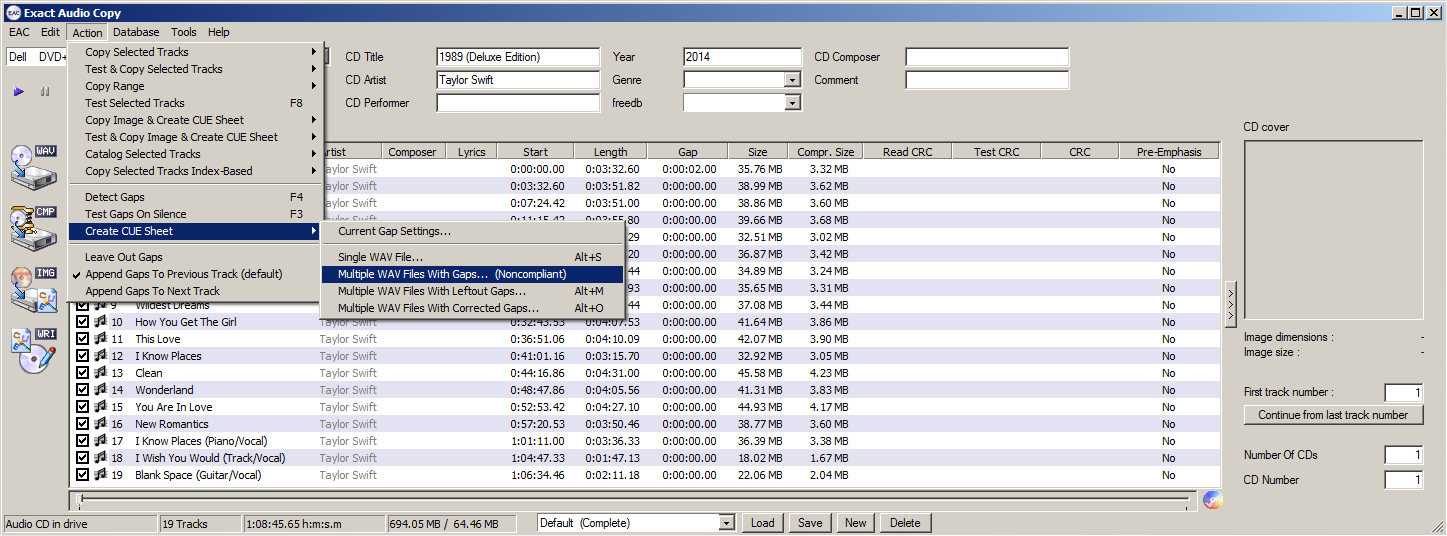 Exact Audio Copy
EAC Edit Action Database Tools Help
Dell DVD+
Copy Selected Tracks
Test & Copy Selected Tracks
Copy Range
Test Selected Tracks F8
Copy Image & Create CUE Sheet
Test & Copy Image & Create CUE Sheet
Catalog Selected Tracks
Copy Selected Tracks Index-Based
Detect Gaps F4
Test Gaps On Silence F3
Create CUE Sheet
Leave Out Gaps
Append Gaps To Previous Track (default)
Append Gaps To Next Track
Current Gap Settings...
Single WAV File... Alt+S
Multiple WAV Files With Gaps... (Noncompliant)
Multiple WAV Files With Leftout Gaps... Alt+M
Multiple WAV Files With Corrected Gaps... Alt+O
CD Title 1989 (Deluxe Edition) Year 2014 CD Composer
CD Artist Taylor Swift Genre Comment
CD Performer freedb
WAV
CMP
IMG
WRI
Artist Composer Lyrics Start Length Gap Size Compr. Size Read CRC Test CRC CRC Pre-Emphasis
Taylor Swift 0:00:00.00 0:03:32.60 0:00:02.00 35.76 MB 3.32 MB No
Taylor Swift 0:03:32.60 0:03:51.82 0:00:00.00 38.99 MB 3.62 MB No
Taylor Swift 0:07:24.42 0:03:51.00 0:00:00.00 38.86 MB 3.60 MB No
Taylor Swift 0:11:15.42 0:03:55.80 0:00:00.00 39.66 MB 3.68 MB No
29 0:00:00.00 32.51 MB 3.02 MB No
01 0:00:00.00 36.87 MB 3.42 MB No
12 0:00:00.00 34.89 MB 3.24 MB No
93 0:00:00.00 35.65 MB 3.31 MB No
9 Wildest Dreams 08 0:00:00.00 37.08 MB 3.44 MB No
10 How You Get The Girl Taylor Swift 0:32:43.53 0:04:07.53 0:00:00.00 41.64 MB 3.86 MB No
11 This Love Taylor Swift 0:36:51.06 0:04:10.09 0:00:00.00 42.07 MB 3.90 MB No
12 I Know Places Taylor Swift 0:41:01.16 0:03:15.70 0:00:00.00 32.92 MB 3.05 MB No
13 Clean Taylor Swift 0:44:16.86 0:04:31.00 0:00:00.00 45.58 MB 4.23 MB No
14 Wonderland Taylor Swift 0:48:47.86 0:04:05.56 0:00:00.00 41.31 MB 3.83 MB No
15 You Are In Love Taylor Swift 0:52:53.42 0:04:27.10 0:00:00.00 44.93 MB 4.17 MB No
16 New Romantics Taylor Swift 0:57:20.53 0:03:50.46 0:00:00.00 38.77 MB 3.60 MB No
17 I Know Places (Piano/Vocal) Taylor Swift 1:01:11.00 0:03:36.33 0:00:00.00 36.39 MB 3.38 MB No
18 I Wish You Would (Track/Vocal) Taylor Swift 1:04:47.33 0:01:47.13 0:00:00.00 18.02 MB 1.67 MB No
19 Blank Space (Guitar/Vocal) Taylor Swift 1:06:34.46 0:02:11.18 0:00:00.00 22.06 MB 2.04 MB No
CD cover
Image dimensions : -
Image size : -
First track number : 1
Continue from last track number
Number Of CDs 1
CD Number 1
Audio CD in drive 19 Tracks 1:08:45.65 h:m:s.m 694.05 MB / 64.46 MB Default (Complete) Load Save New Delete